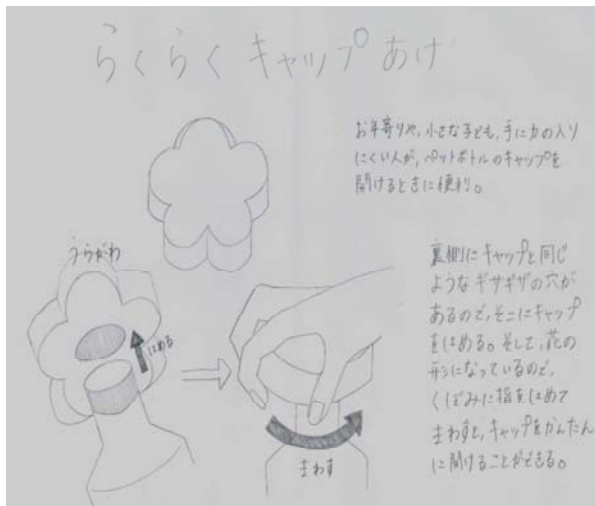 らくらくキャップあけ
お年寄りや、小さな子ども、手に力の入り
にくい人が、ペットボトルのキャップを
開けるときに便利。
うらがわ
はめる
まわす
裏側にキャップと同じ
ようなギザギザの穴が
あるので、そこにキャップ
をはめる。そして、花の
形になっているので、
くぼみに指をはめて
まわすと、キャップをかんたん
に開けることができる。